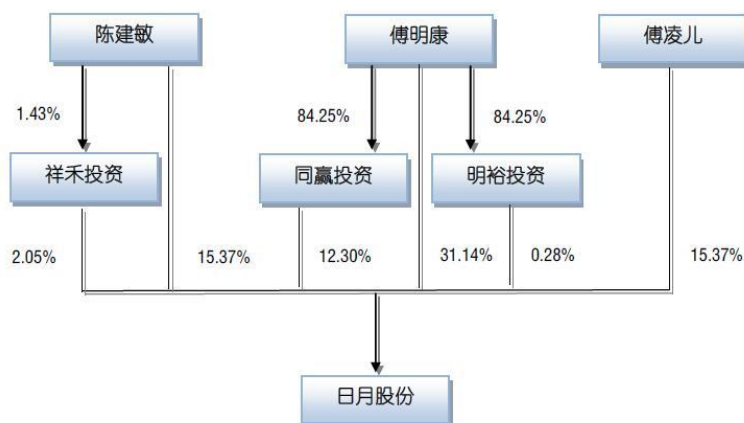 陈建敏
傅明康
傅凌儿
1.43%
84.25%
84.25%
祥禾投资
同赢投资
明裕投资
2.05%
15.37%
12.30%
31.14%
0.28%
15.37%
日月股份